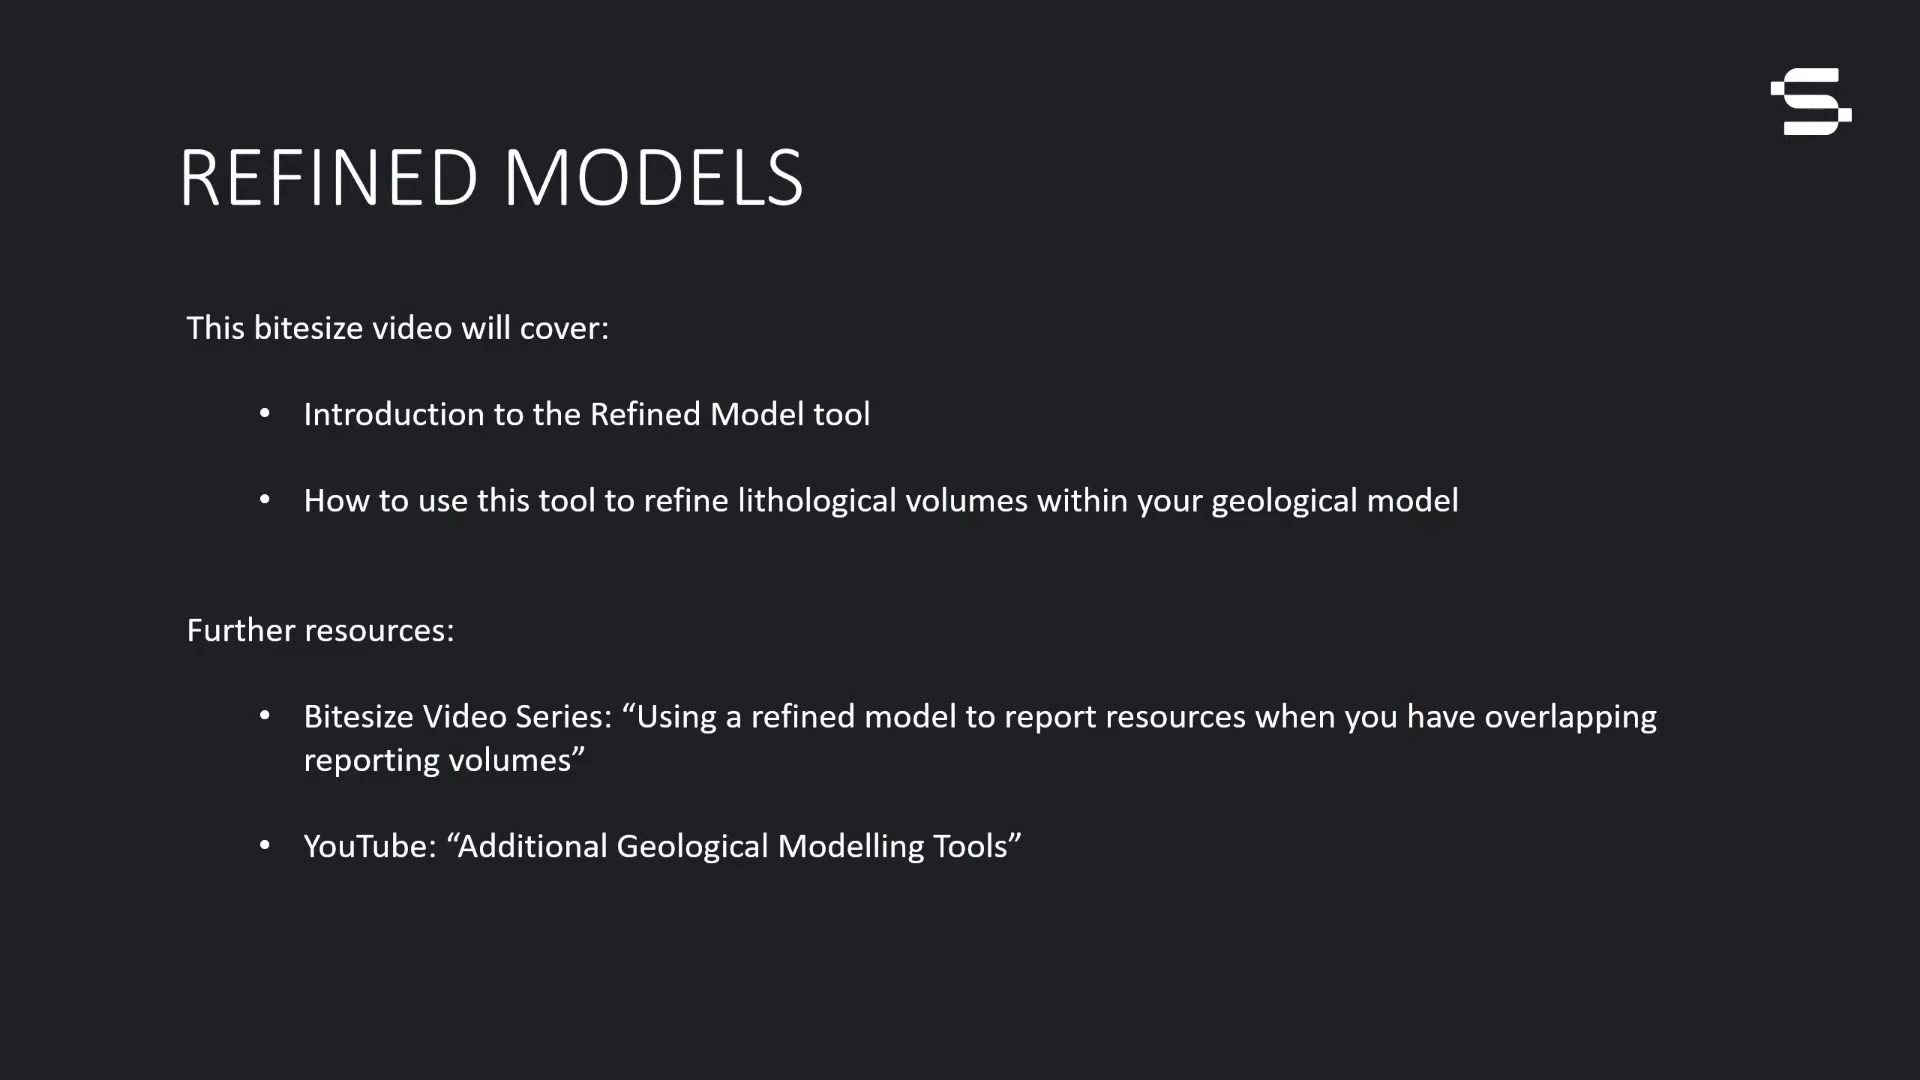 REFINED MODELS
This bitesize video will cover:
• Introduction to the Refined Model tool
• How to use this tool to refine lithological volumes within your geological model
Further resources:
• Bitesize Video Series: “Using a refined model to report resources when you have overlapping
reporting volumes”
• YouTube: “Additional Geological Modelling Tools”